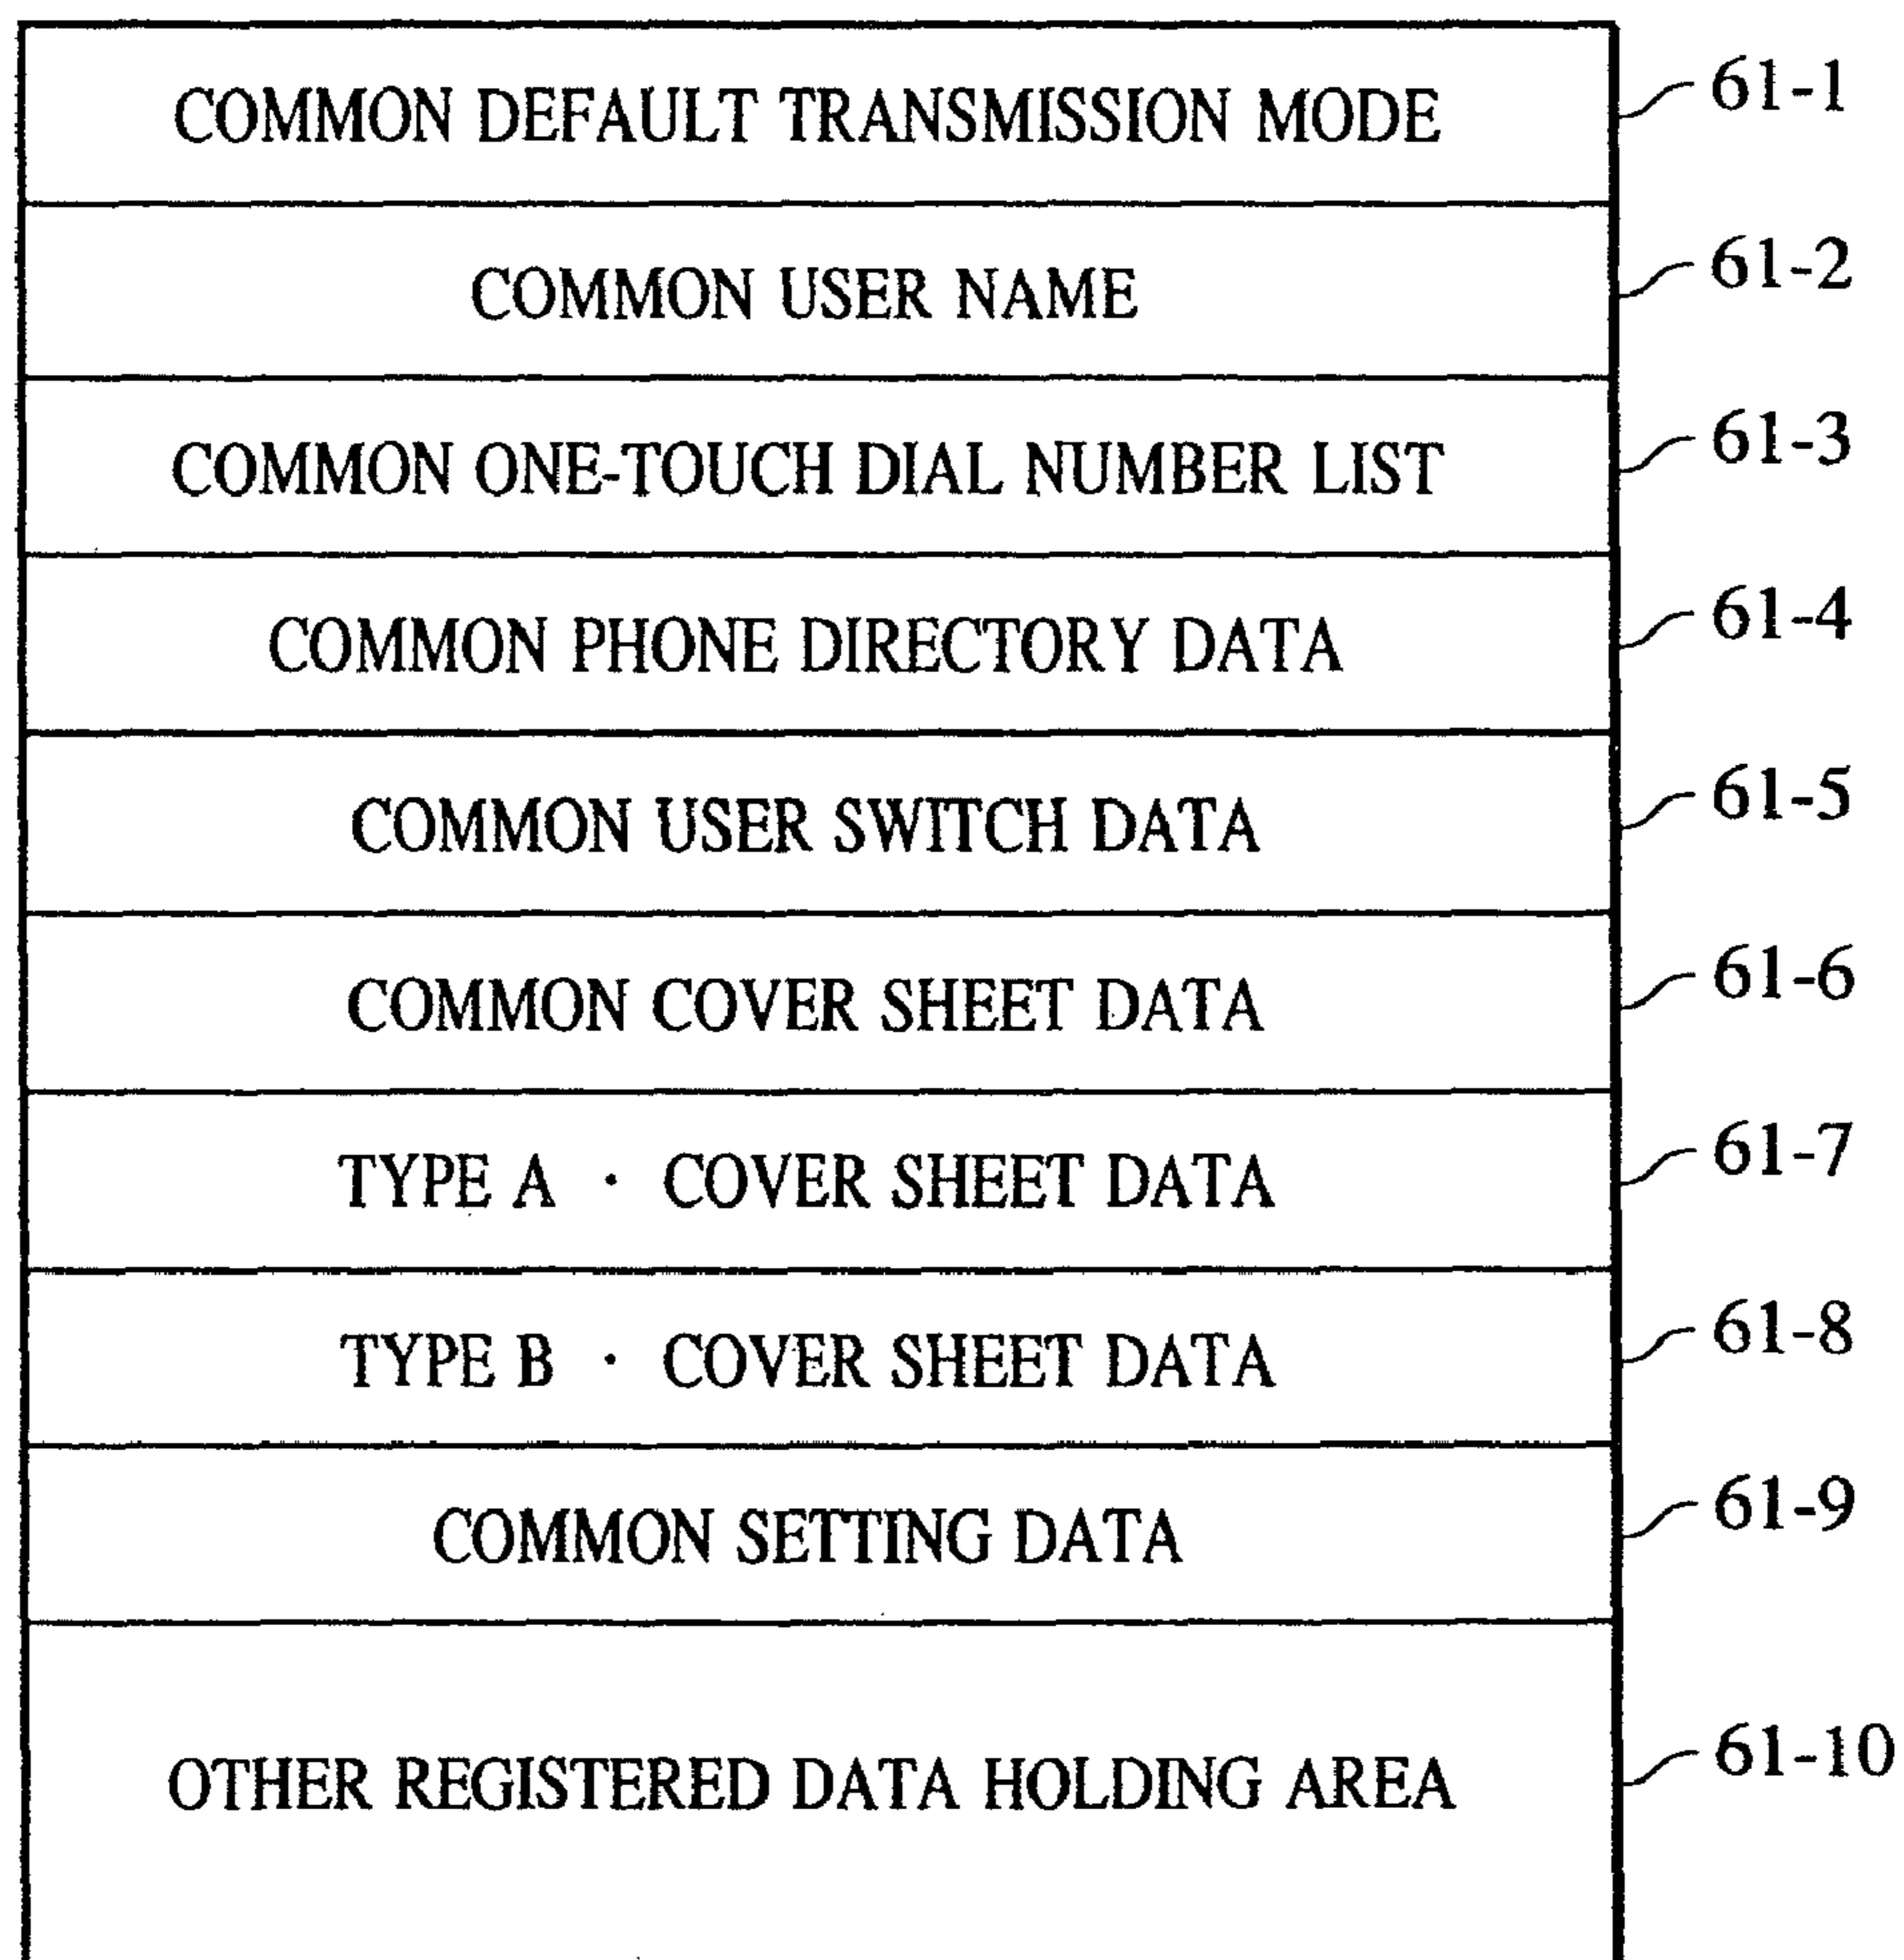 COMMON DEFAULT TRANSMISSION MODE 61-1
COMMON USER NAME 61-2
COMMON ONE-TOUCH DIAL NUMBER LIST 61-3
COMMON PHONE DIRECTORY DATA 61-4
COMMON USER SWITCH DATA 61-5
COMMON COVER SHEET DATA 61-6
TYPE A · COVER SHEET DATA 61-7
TYPE B · COVER SHEET DATA 61-8
COMMON SETTING DATA 61-9
OTHER REGISTERED DATA HOLDING AREA 61-10